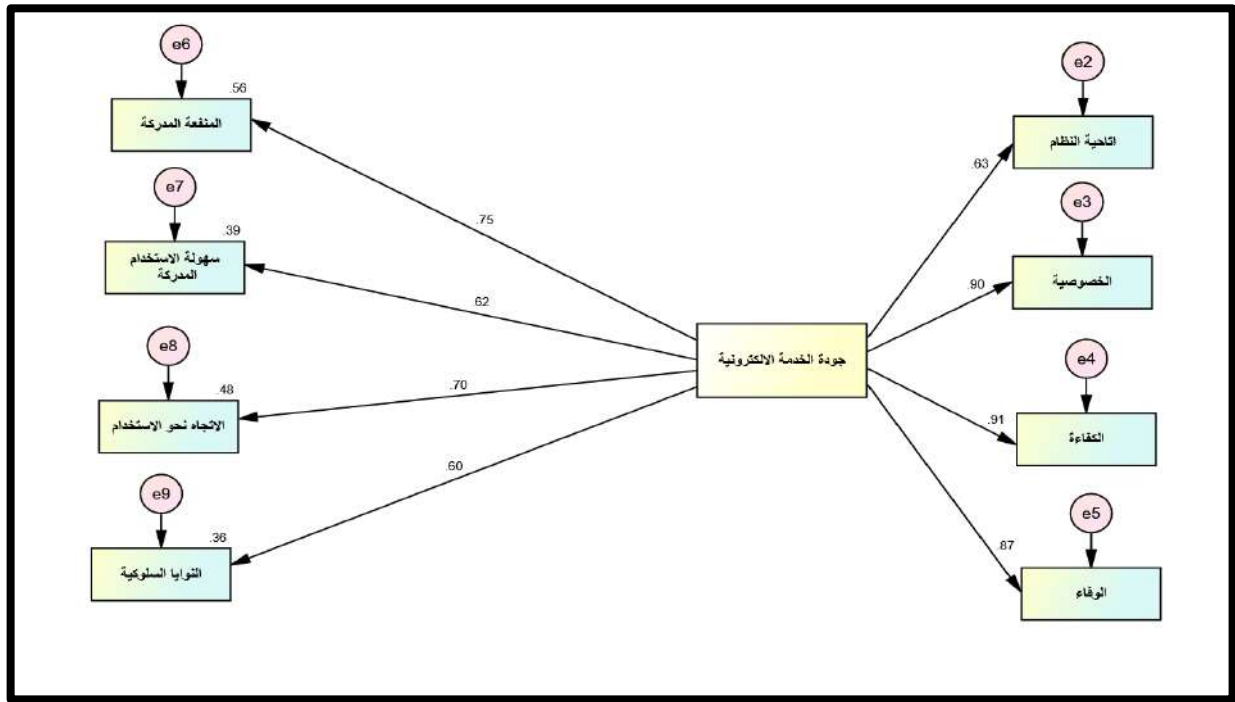 e6
.56
المنفعة المدركة
e7
.39
سهولة الاستخدام
المدركة
e8
.48
الاتجاه نحو الاستخدام
e9
.36
النوايا السلوكية
.75
.62
.70
.60
جودة الخدمة الالكترونية
.63
.90
.91
.87
e2
اتاحية النظام
e3
الخصوصية
e4
الكفاءة
e5
الوفاء